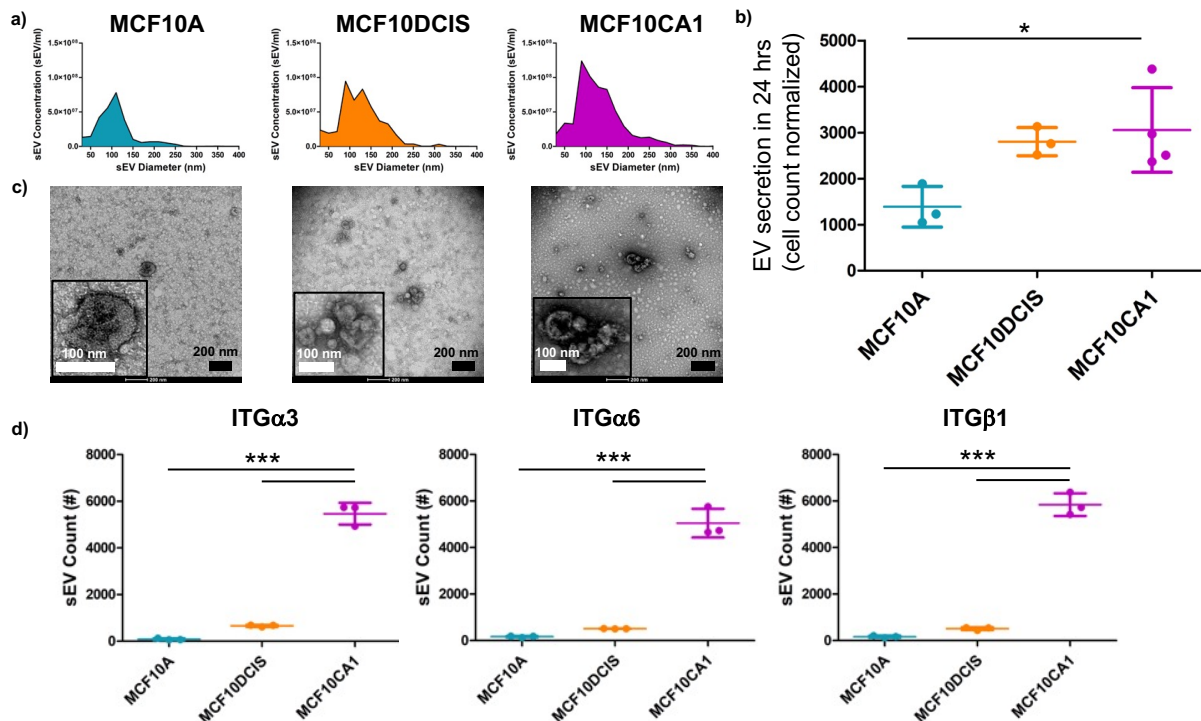 a)
MCF10A
MCF10DCIS
MCF10CA1
sEV Concentration (sEV/ml)
1.5×10⁰⁸
1.0×10⁰⁸
5.0×10⁰⁷
0.0
50 100 150 200 250 300 350 400
sEV Diameter (nm)
sEV Concentration (sEV/ml)
1.5×10⁰⁸
1.0×10⁰⁸
5.0×10⁰⁷
0.0
50 100 150 200 250 300 350 400
sEV Diameter (nm)
sEV Concentration (sEV/ml)
1.5×10⁰⁸
1.0×10⁰⁸
5.0×10⁰⁷
0.0
50 100 150 200 250 300 350 400
sEV Diameter (nm)
b)
EV secretion in 24 hrs
(cell count normalized)
5000
4000
3000
2000
1000
0
*
MCF10A
MCF10DCIS
MCF10CA1
c)
100 nm
200 nm
200 nm
100 nm
200 nm
200 nm
100 nm
200 nm
200 nm
d)
ITGα3
sEV Count (#)
8000
6000
4000
2000
0
***
MCF10A
MCF10DCIS
MCF10CA1
ITGα6
sEV Count (#)
8000
6000
4000
2000
0
***
MCF10A
MCF10DCIS
MCF10CA1
ITGβ1
sEV Count (#)
8000
6000
4000
2000
0
***
MCF10A
MCF10DCIS
MCF10CA1